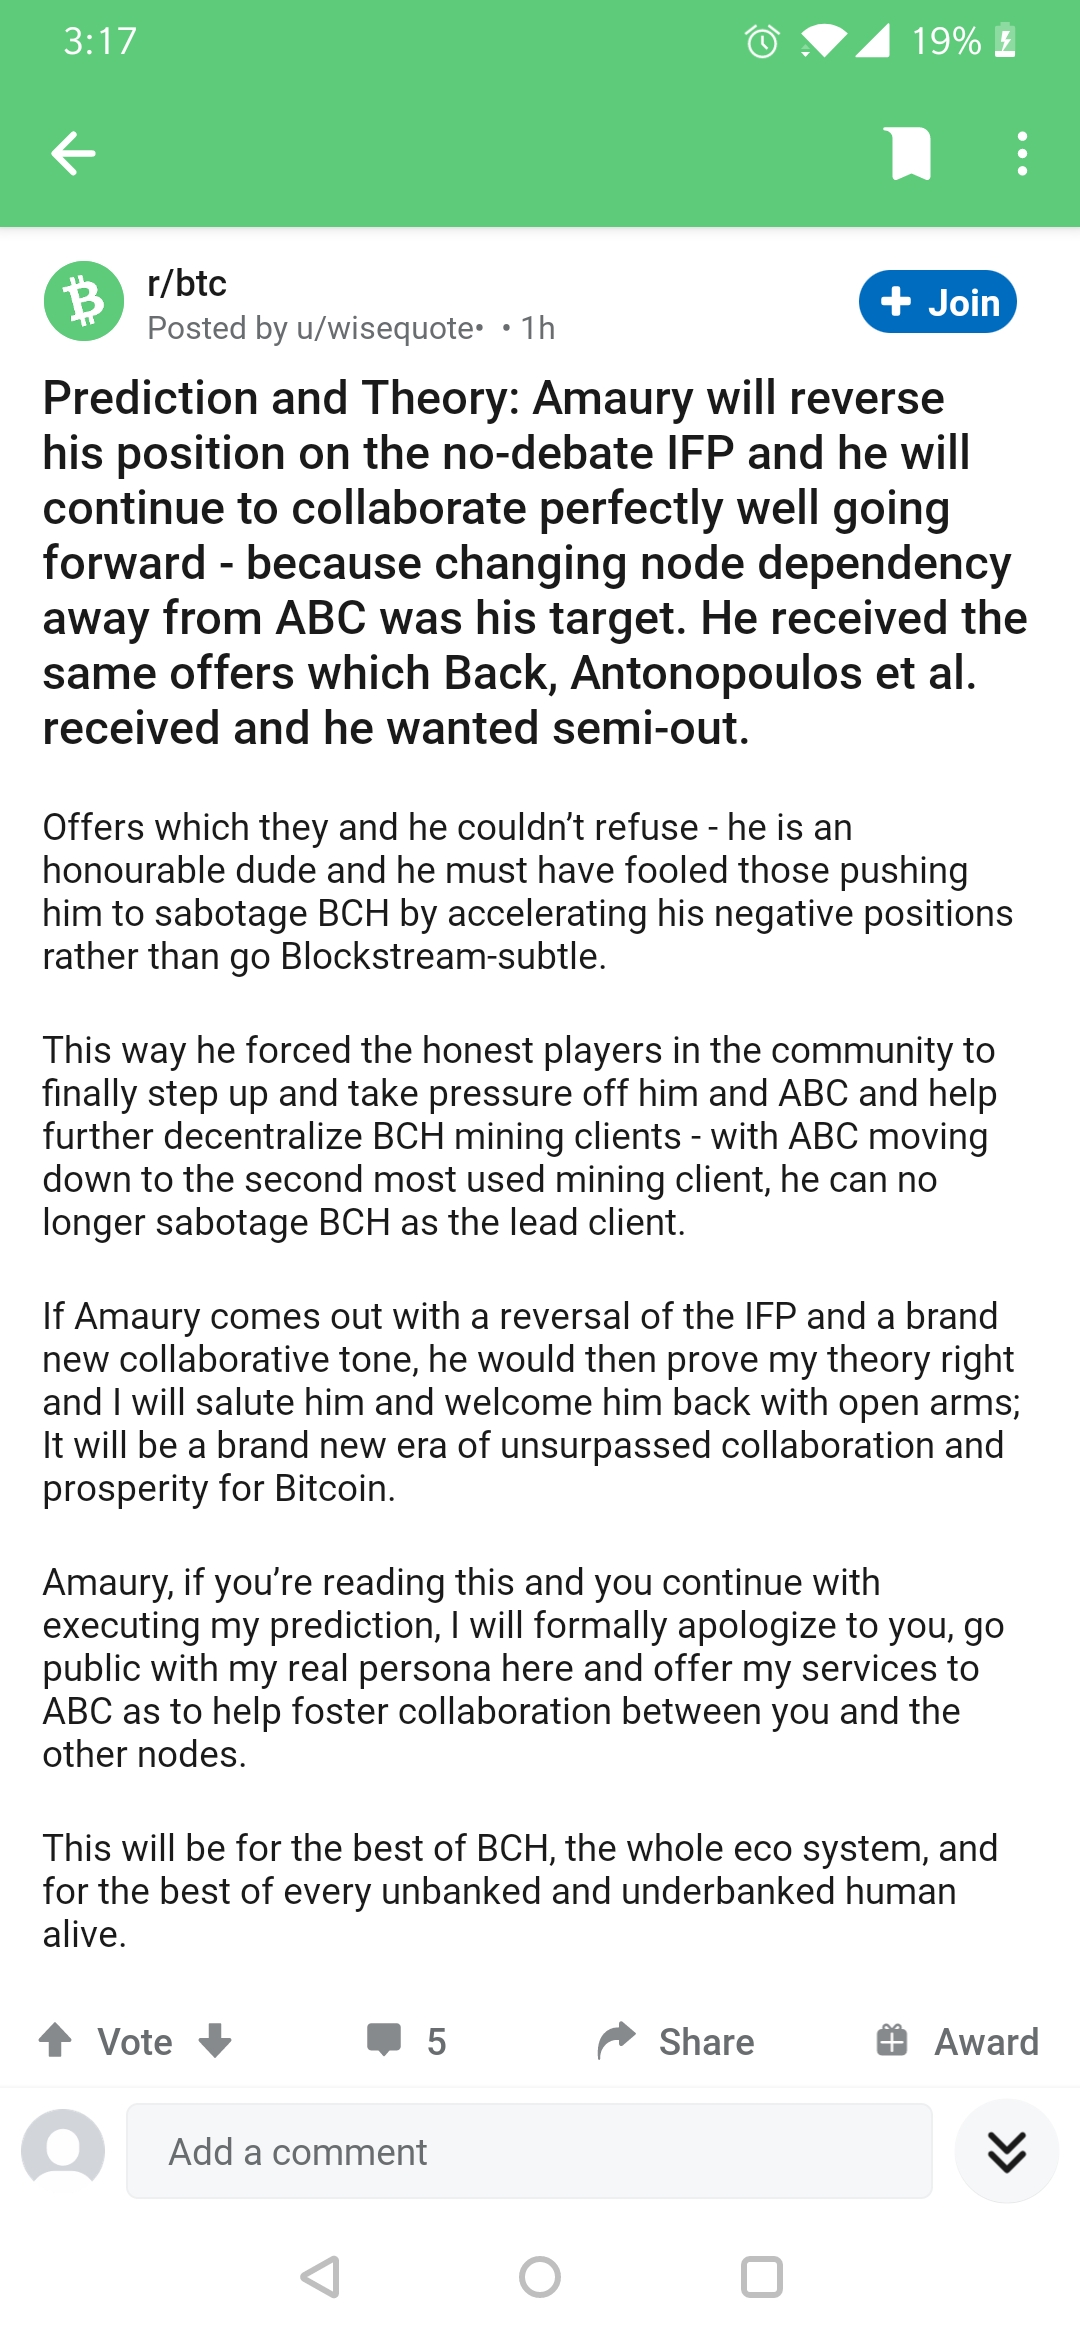 3:17
19%
r/btc
Posted by u/wisequote• • 1h
+ Join
Prediction and Theory: Amaury will reverse
his position on the no-debate IFP and he will
continue to collaborate perfectly well going
forward - because changing node dependency
away from ABC was his target. He received the
same offers which Back, Antonopoulos et al.
received and he wanted semi-out.
Offers which they and he couldn’t refuse - he is an
honourable dude and he must have fooled those pushing
him to sabotage BCH by accelerating his negative positions
rather than go Blockstream-subtle.
This way he forced the honest players in the community to
finally step up and take pressure off him and ABC and help
further decentralize BCH mining clients - with ABC moving
down to the second most used mining client, he can no
longer sabotage BCH as the lead client.
If Amaury comes out with a reversal of the IFP and a brand
new collaborative tone, he would then prove my theory right
and I will salute him and welcome him back with open arms;
It will be a brand new era of unsurpassed collaboration and
prosperity for Bitcoin.
Amaury, if you’re reading this and you continue with
executing my prediction, I will formally apologize to you, go
public with my real persona here and offer my services to
ABC as to help foster collaboration between you and the
other nodes.
This will be for the best of BCH, the whole eco system, and
for the best of every unbanked and underbanked human
alive.
Vote
5
Share
Award
Add a comment